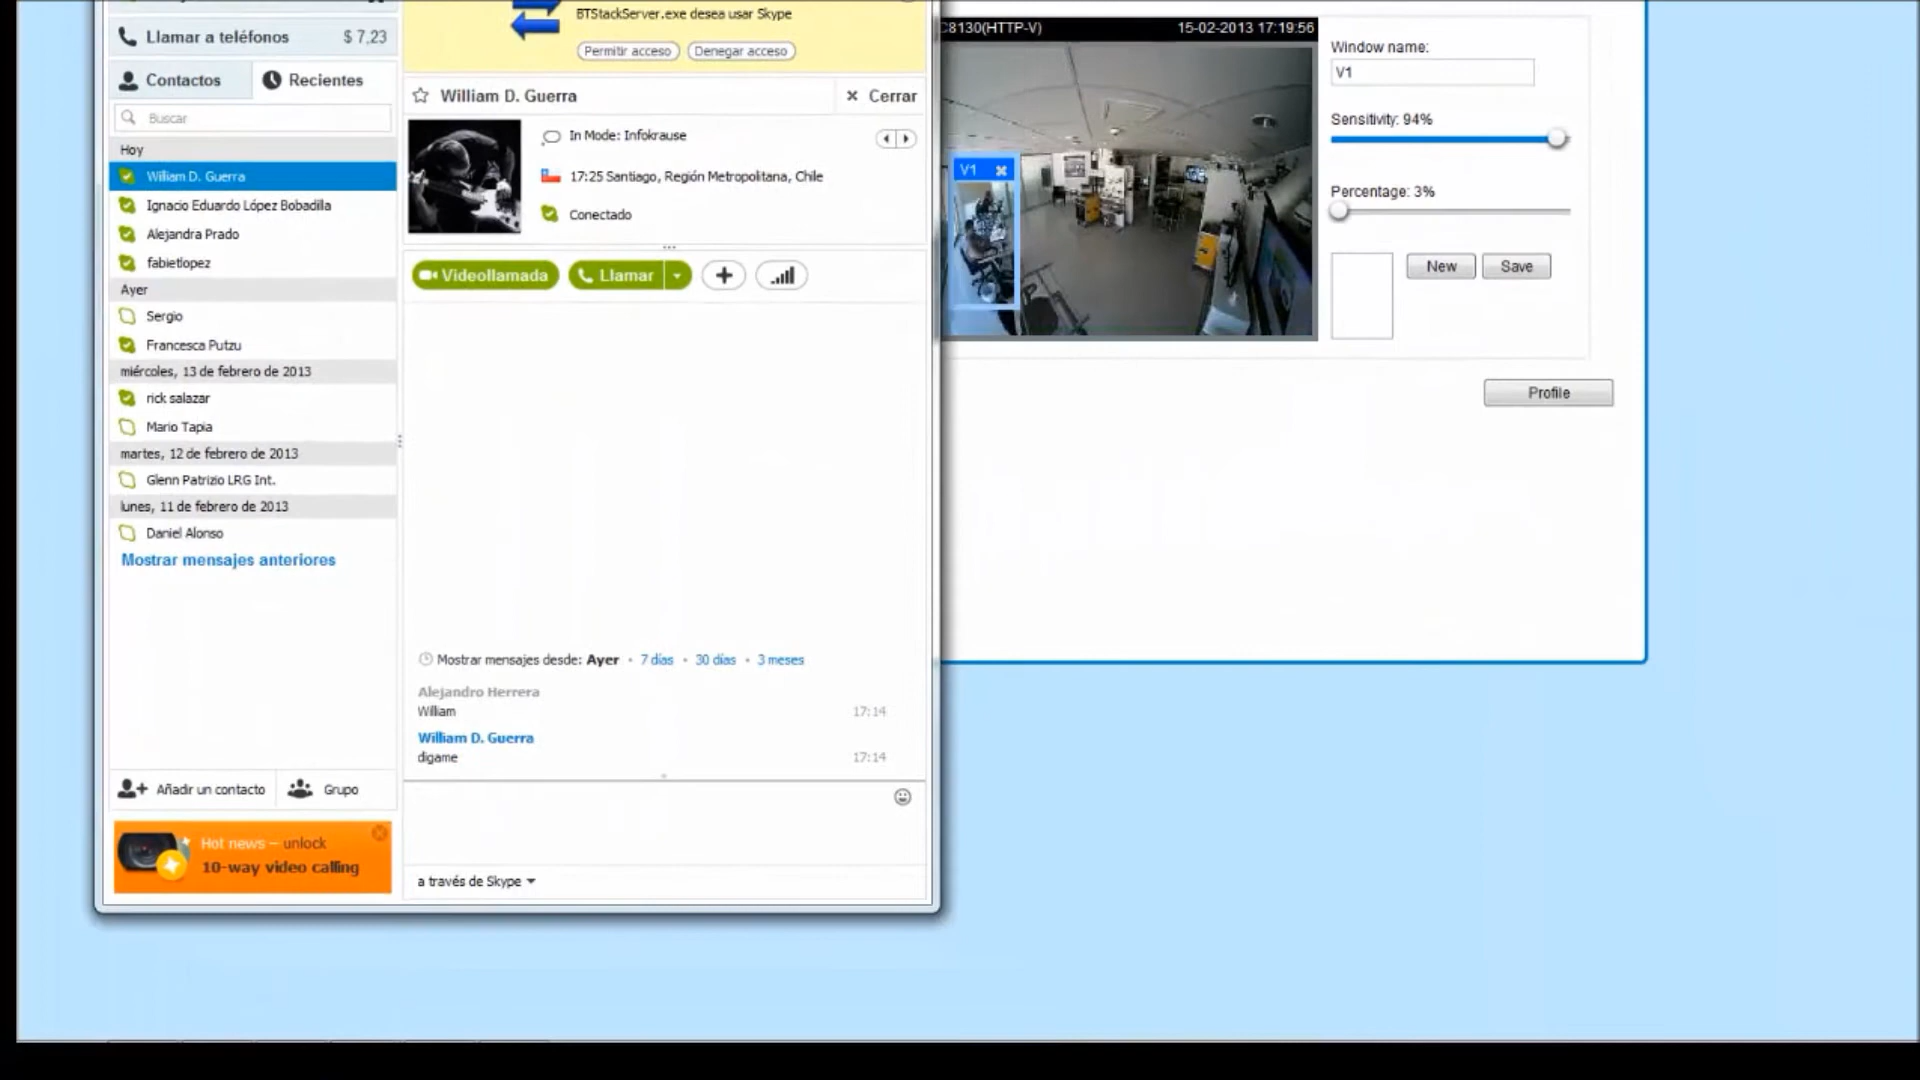 BTStackServer.exe desea usar Skype
Permitir acceso
Denegar acceso
Llamar a teléfonos
$ 7,23
Contactos
Recientes
Buscar
Hoy
William D. Guerra
Ignacio Eduardo López Bobadilla
Alejandra Prado
fabietlopez
Ayer
Sergio
Francesca Putzu
miércoles, 13 de febrero de 2013
rick salazar
Mario Tapia
martes, 12 de febrero de 2013
Glenn Patrizio LRG Int.
lunes, 11 de febrero de 2013
Daniel Alonso
Mostrar mensajes anteriores
Añadir un contacto
Grupo
Hot news – unlock
10-way video calling
William D. Guerra
Cerrar
In Mode: Infokrause
17:25 Santiago, Región Metropolitana, Chile
Conectado
Videollamada
Llamar
Mostrar mensajes desde: Ayer • 7 días • 30 días • 3 meses
Alejandro Herrera
William
17:14
William D. Guerra
digame
17:14
a través de Skype
C8130(HTTP-V)
15-02-2013 17:19:56
V1
Window name:
V1
Sensitivity: 94%
Percentage: 3%
New
Save
Profile